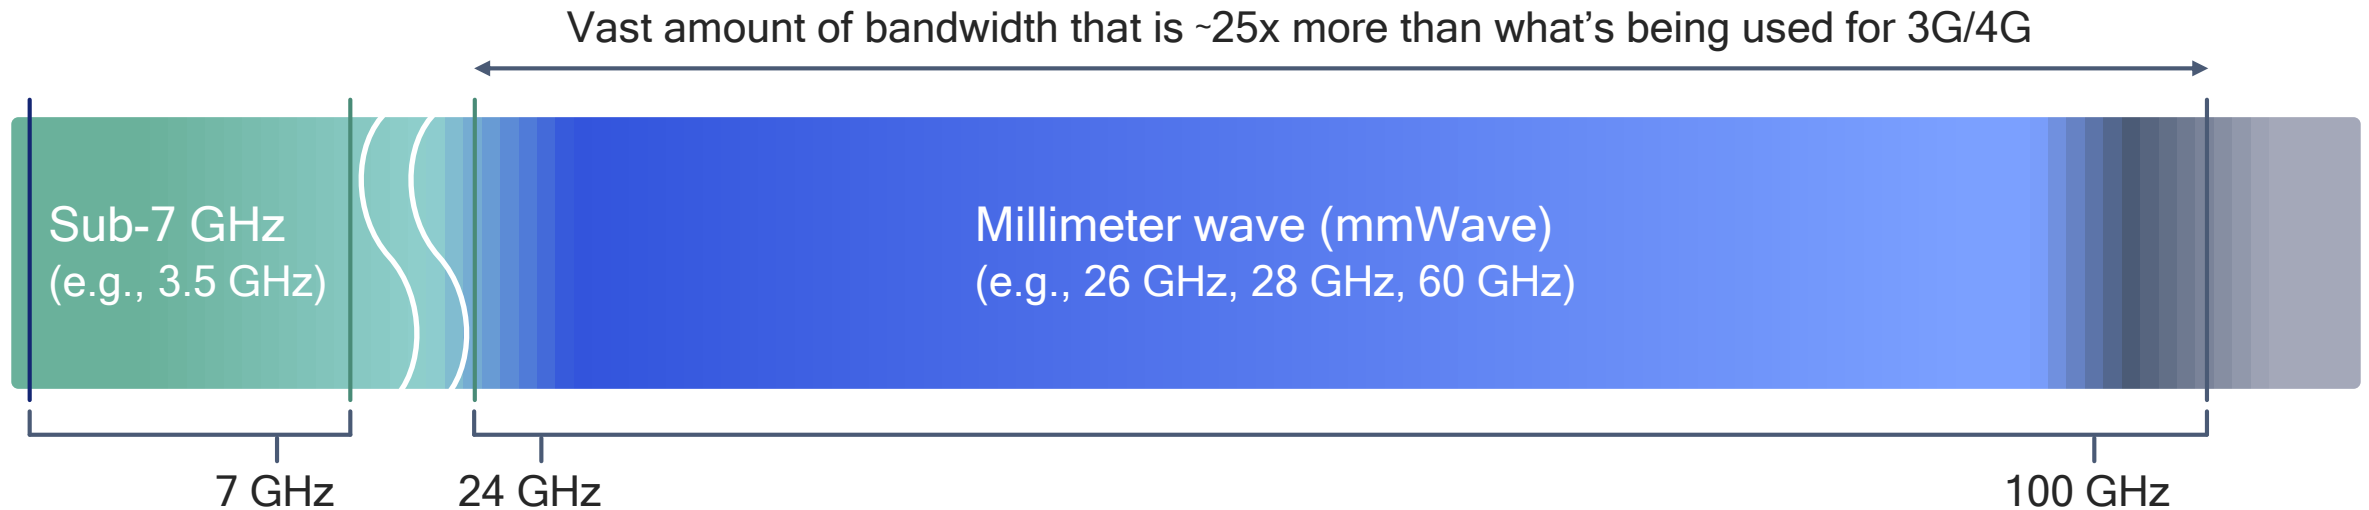 Vast amount of bandwidth that is ~25x more than what's being used for 3G/4G
Sub-7 GHz
(e.g., 3.5 GHz)
Millimeter wave (mmWave)
(e.g., 26 GHz, 28 GHz, 60 GHz)
7 GHz
24 GHz
100 GHz